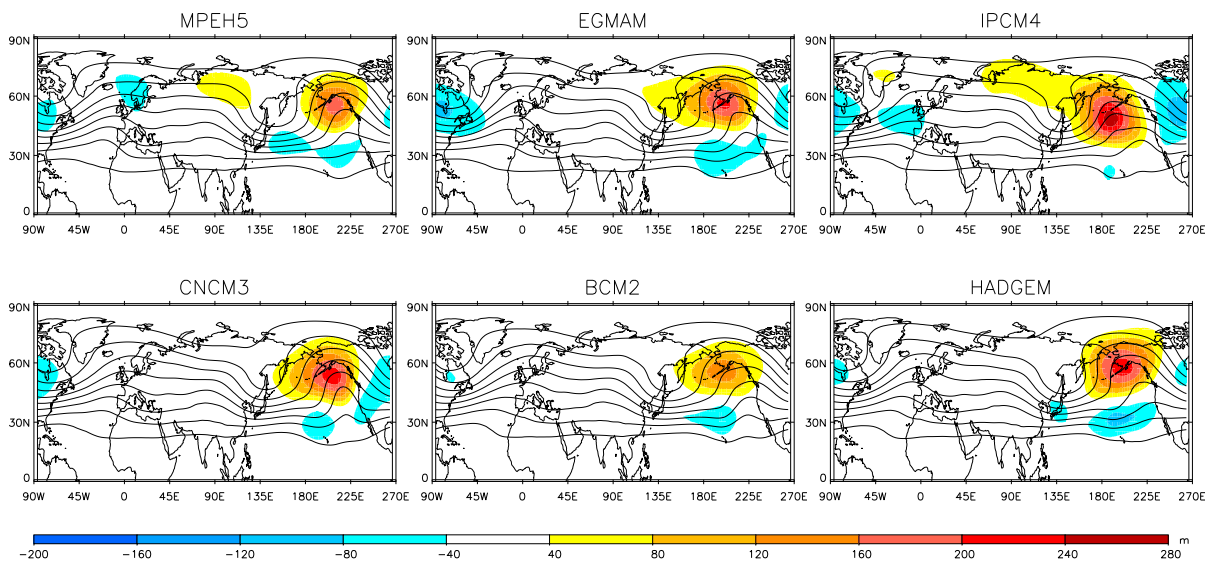 MPEH5 EGMAM IPCM4
90N 90N 90N
60N 60N 60N
30N 30N 30N
0 0 0
90W 45W 0 45E 90E 135E 180E 225E 270E 90W 45W 0 45E 90E 135E 180E 225E 270E 90W 45W 0 45E 90E 135E 180E 225E 270E
CNCM3 BCM2 HADGEM
90N 90N 90N
60N 60N 60N
30N 30N 30N
0 0 0
90W 45W 0 45E 90E 135E 180E 225E 270E 90W 45W 0 45E 90E 135E 180E 225E 270E 90W 45W 0 45E 90E 135E 180E 225E 270E
m
-200 -160 -120 -80 -40 40 80 120 160 200 240 280